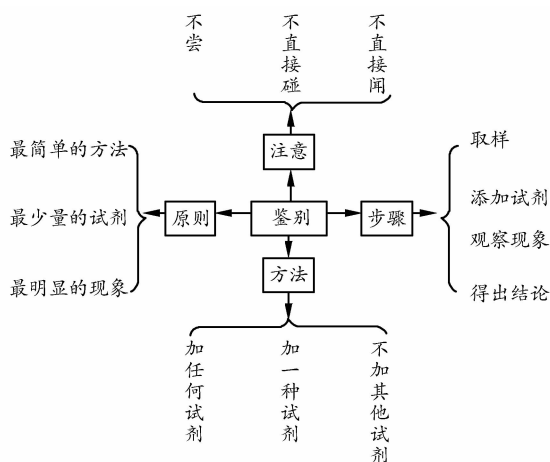 不尝
不直接碰
不直接闻
注意
最简单的方法
最少量的试剂
最明显的现象
原则
鉴别
步骤
取样
添加试剂
观察现象
得出结论
方法
加任何试剂
加一种试剂
不加其他试剂